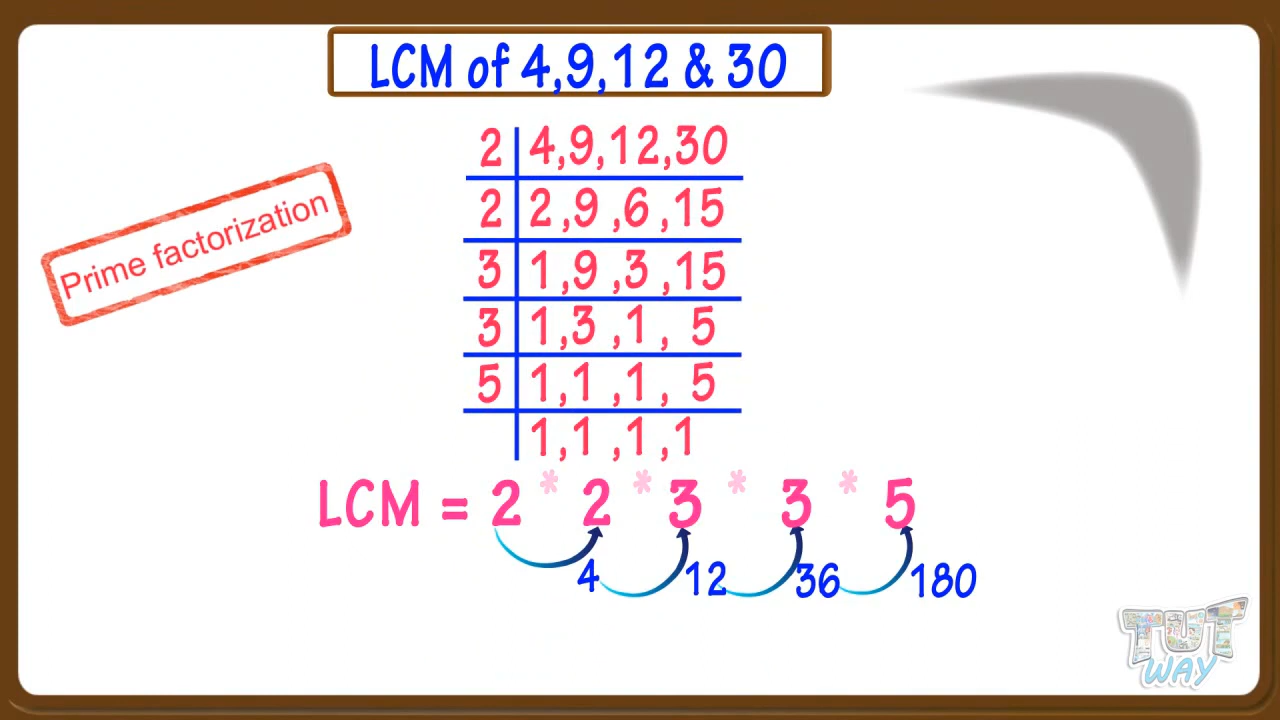 LCM of 4,9,12 & 30
Prime factorization
2 4,9,12,30
2 2,9,6,15
3 1,9,3,15
3 1,3,1, 5
5 1,1,1, 5
1,1,1,1
LCM = 2 * 2 * 3 * 3 * 5
4 12 36 180
TUT
WAY